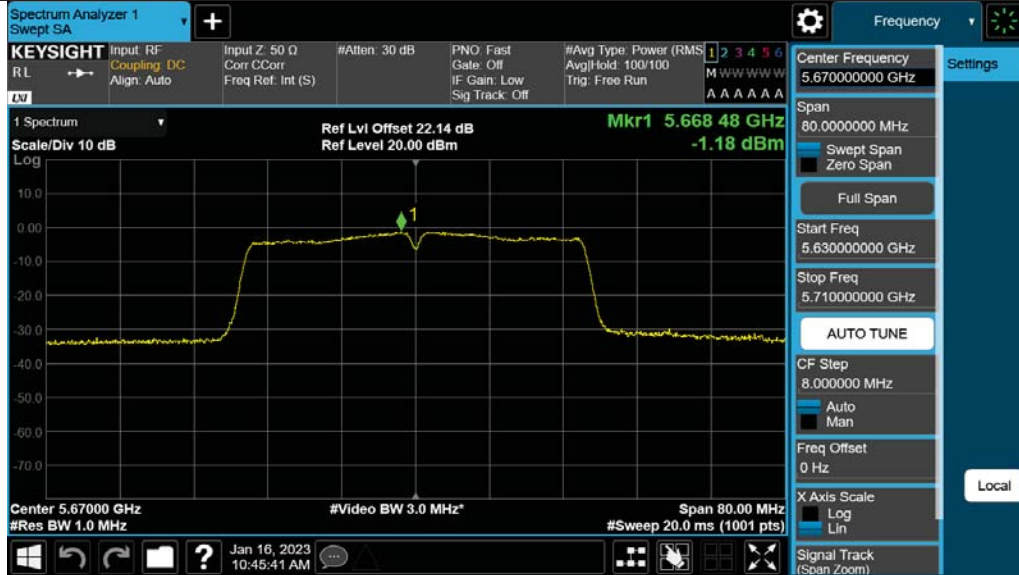 Spectrum Analyzer 1
Swept SA
+
Frequency
KEYSIGHT
RL
LXI
Input: RF
Coupling: DC
Align: Auto
Input Z: 50 Ω
Corr CCorr
Freq Ref: Int (S)
#Atten: 30 dB
PNO: Fast
Gate: Off
IF Gain: Low
Sig Track: Off
#Avg Type: Power (RMS
Avg|Hold: 100/100
Trig: Free Run
1 2 3 4 5 6
M W W W W W
A A A A A A
1 Spectrum
Scale/Div 10 dB
Ref Lvl Offset 22.14 dB
Ref Level 20.00 dBm
Mkr1 5.668 48 GHz
-1.18 dBm
Log
10.0
0.00
-10.0
-20.0
-30.0
-40.0
-50.0
-60.0
-70.0
1
Center 5.67000 GHz
#Res BW 1.0 MHz
#Video BW 3.0 MHz*
Span 80.00 MHz
#Sweep 20.0 ms (1001 pts)
Center Frequency
5.670000000 GHz
Settings
Span
80.0000000 MHz
Swept Span
Zero Span
Full Span
Start Freq
5.630000000 GHz
Stop Freq
5.710000000 GHz
AUTO TUNE
CF Step
8.000000 MHz
Auto
Man
Freq Offset
0 Hz
Local
X Axis Scale
Log
Lin
Signal Track
(Span Zoom)
?
Jan 16, 2023
10:45:41 AM